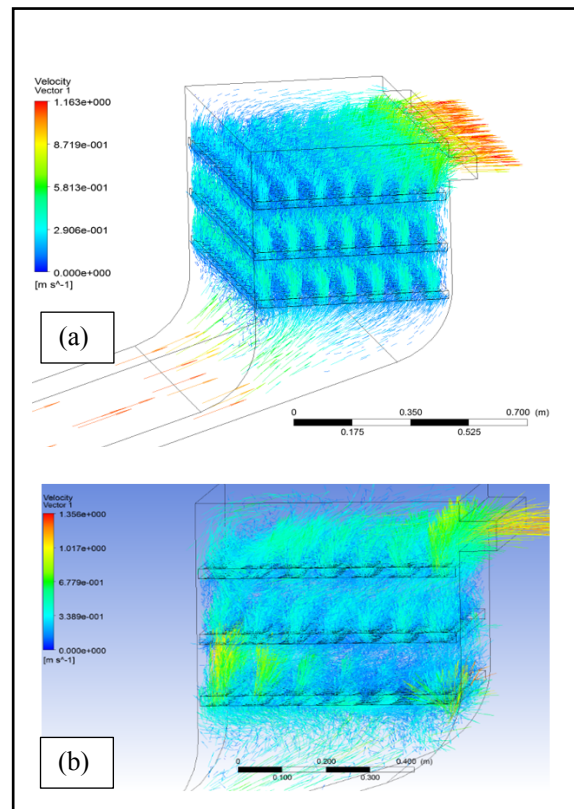 Velocity
Vector 1
1.163e+000
8.719e-001
5.813e-001
2.906e-001
0.000e+000
[m s^-1]
(a)
0 0.350 0.700 (m)
0.175 0.525
Velocity
Vector 1
1.356e+000
1.017e+000
6.779e-001
3.389e-001
0.000e+000
[m s^-1]
(b)
0 0.200 0.400 (m)
0.100 0.300